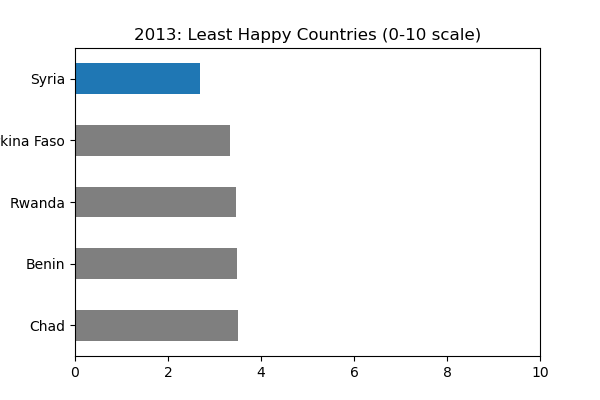 2013: Least Happy Countries (0-10 scale)
Syria
kina Faso
Rwanda
Benin
Chad
0 2 4 6 8 10